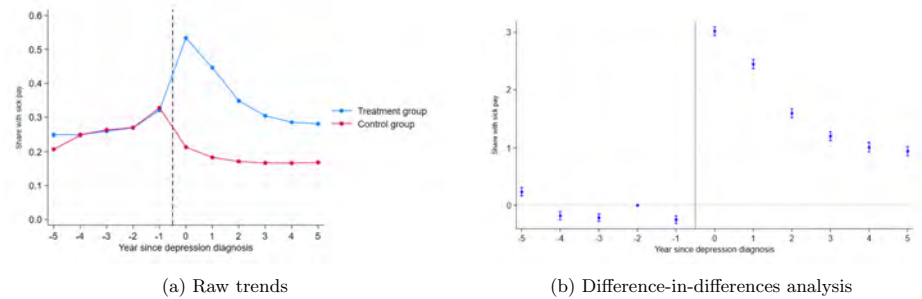 0.6
0.5
0.4
0.3
0.2
0.1
0.0
Share with sick pay
-5 -4 -3 -2 -1 0 1 2 3 4 5
Year since depression diagnosis
Treatment group
Control group
(a) Raw trends
3
2
1
0
Share with sick pay
-5 -4 -3 -2 -1 0 1 2 3 4 5
Year since depression diagnosis
(b) Difference-in-differences analysis